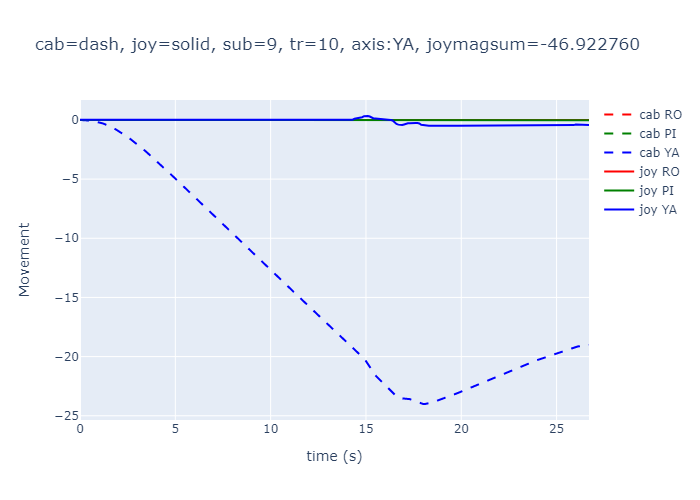 cab=dash, joy=solid, sub=9, tr=10, axis:YA, joymagsum=-46.922760
cab RO
cab PI
cab YA
joy RO
joy PI
joy YA
Movement
0
−5
−10
−15
−20
−25
0 5 10 15 20 25
time (s)